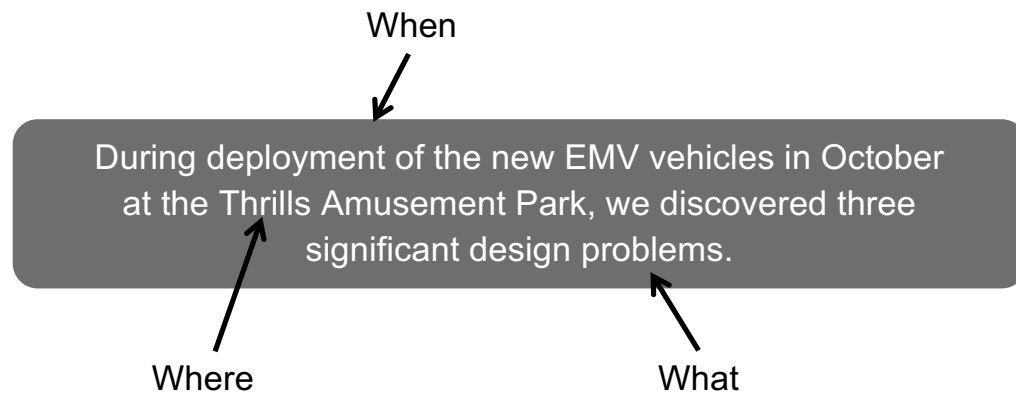 When
During deployment of the new EMV vehicles in October
at the Thrills Amusement Park, we discovered three
significant design problems.
Where
What